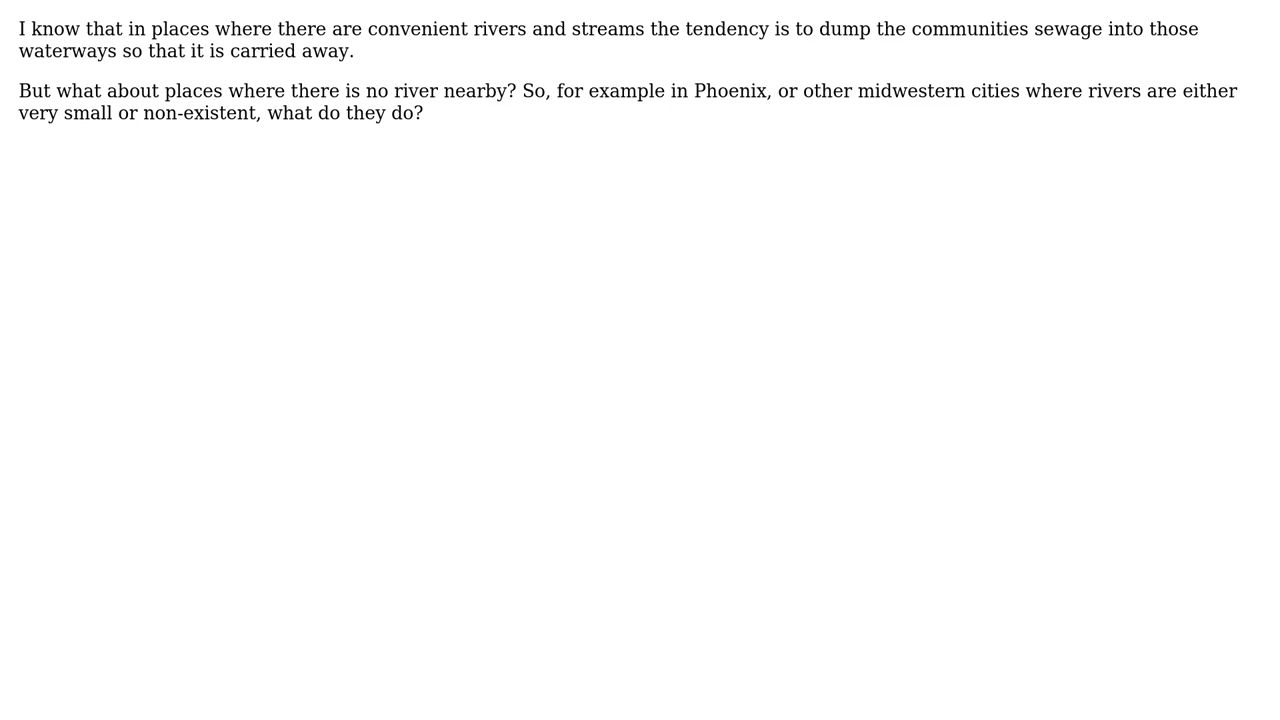 I know that in places where there are convenient rivers and streams the tendency is to dump the communities sewage into those
waterways so that it is carried away.
But what about places where there is no river nearby? So, for example in Phoenix, or other midwestern cities where rivers are either
very small or non-existent, what do they do?